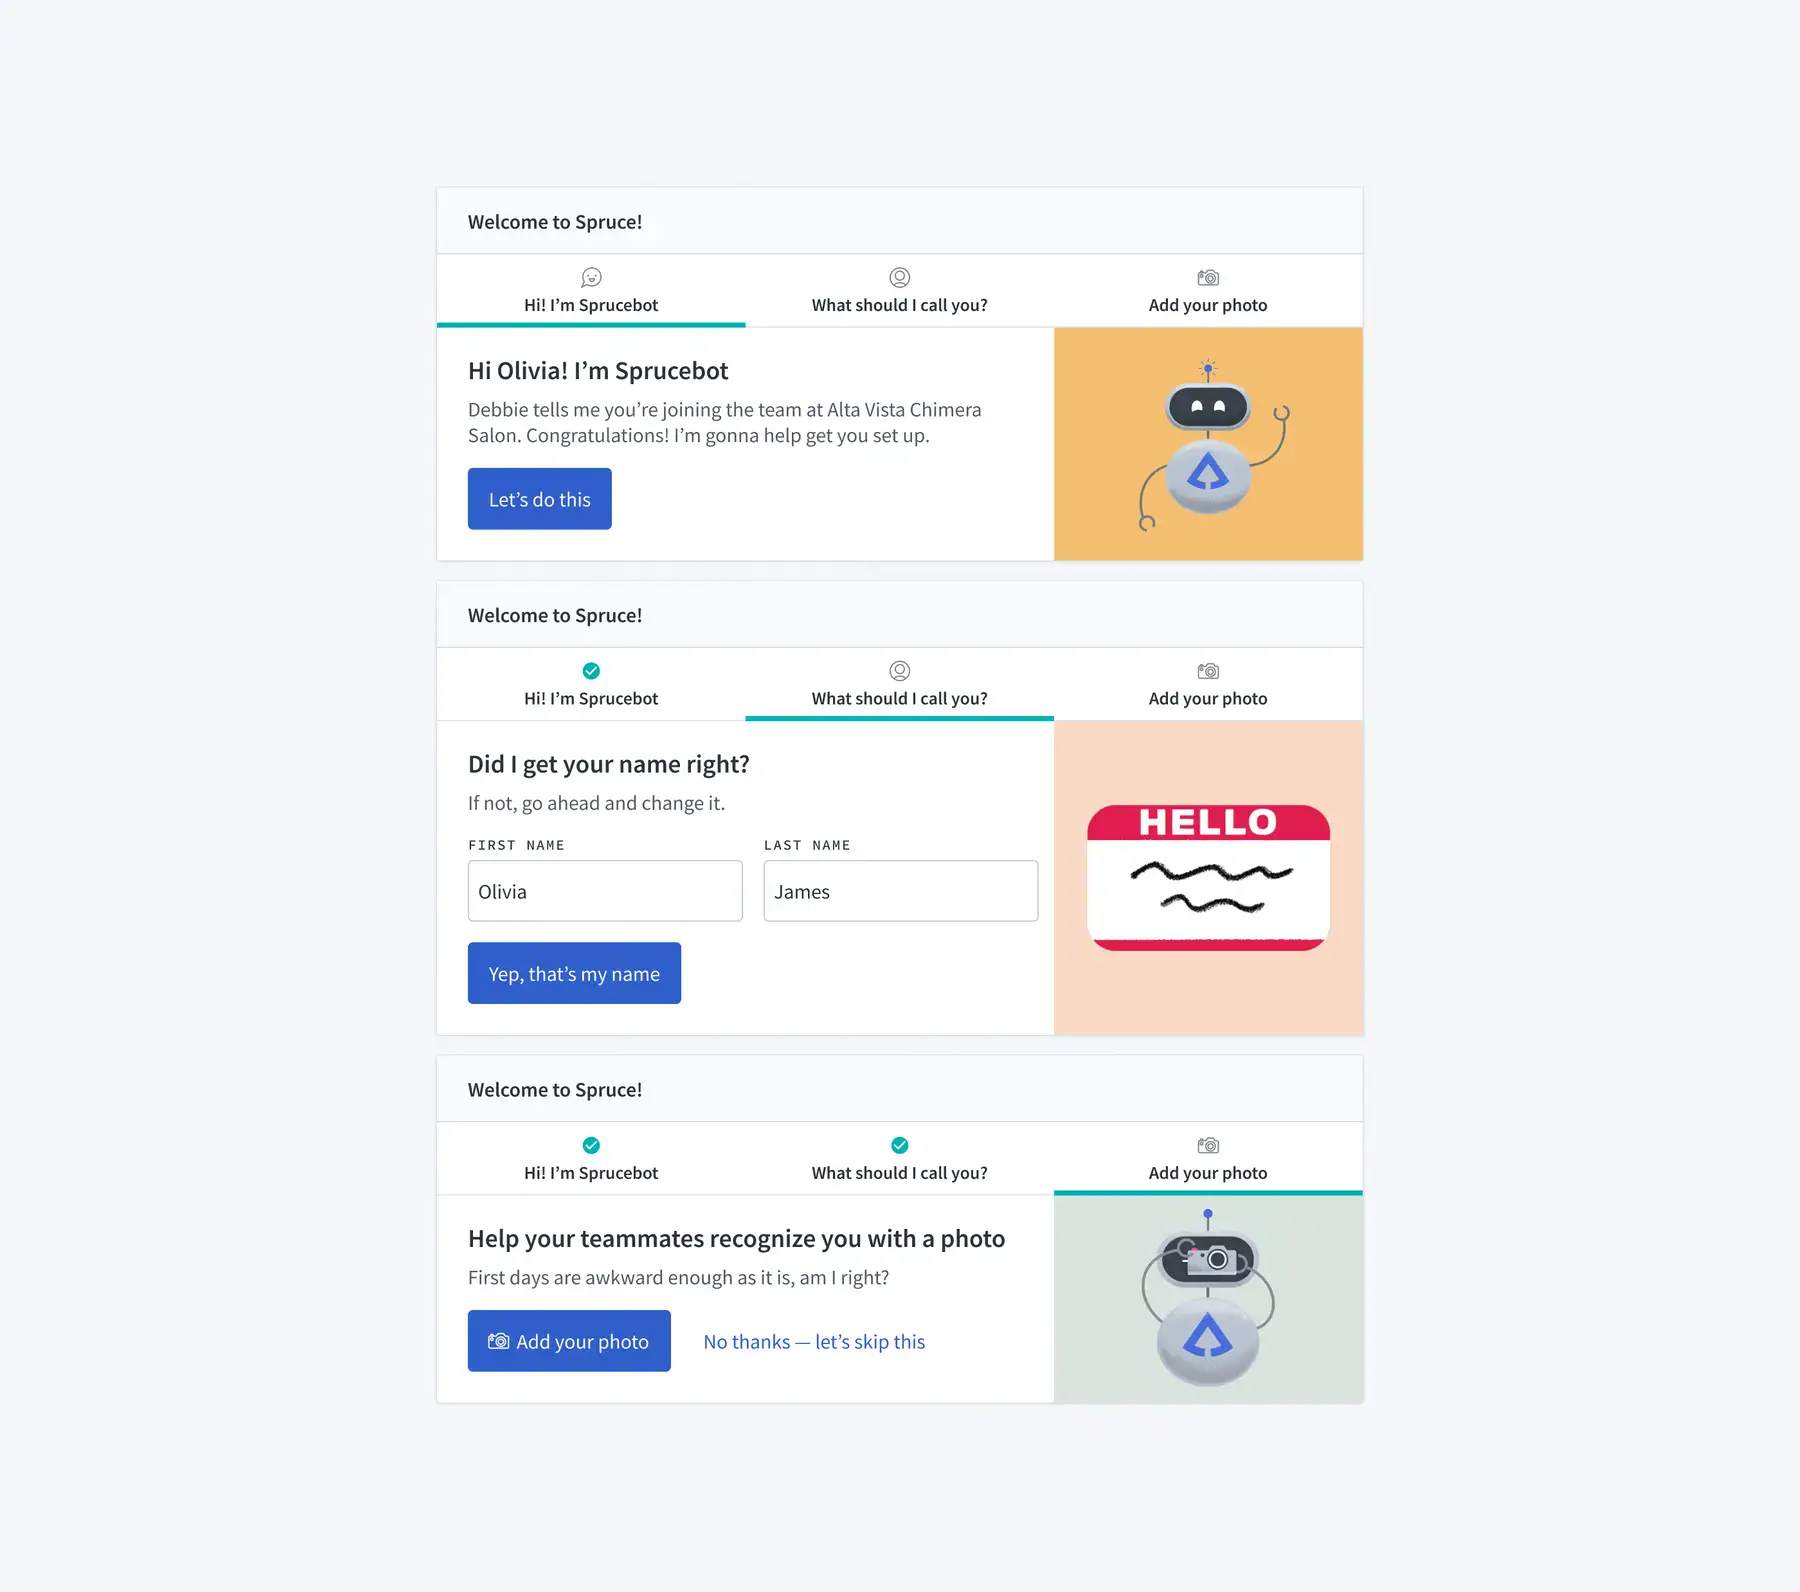 Welcome to Spruce!
Hi! I’m Sprucebot
What should I call you?
Add your photo
Hi Olivia! I’m Sprucebot
Debbie tells me you’re joining the team at Alta Vista Chimera
Salon. Congratulations! I’m gonna help get you set up.
Let’s do this
Welcome to Spruce!
Hi! I’m Sprucebot
What should I call you?
Add your photo
Did I get your name right?
If not, go ahead and change it.
FIRST NAME
LAST NAME
Olivia
James
Yep, that’s my name
HELLO
Welcome to Spruce!
Hi! I’m Sprucebot
What should I call you?
Add your photo
Help your teammates recognize you with a photo
First days are awkward enough as it is, am I right?
Add your photo
No thanks — let’s skip this